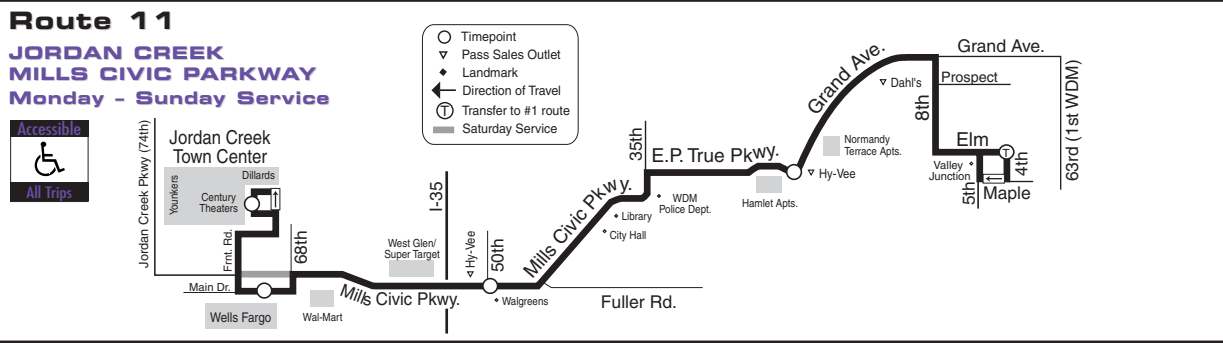 Route 11
JORDAN CREEK
MILLS CIVIC PARKWAY
Monday - Sunday Service
Accessible
All Trips
Timepoint
Pass Sales Outlet
Landmark
Direction of Travel
T Transfer to #1 route
Saturday Service
Jordan Creek Pkwy (74th)
Jordan Creek
Town Center
Younkers
Dillards
Century
Theaters
Frnt. Rd.
68th
Main Dr.
Wells Fargo
Wal-Mart
Mills Civic Pkwy.
West Glen/
Super Target
I-35
Hy-Vee
50th
Walgreens
Fuller Rd.
Mills Civic Pkwy.
City Hall
Library
35th
WDM
Police Dept.
E.P. True Pkwy.
Hamlet Apts.
Hy-Vee
Normandy
Terrace Apts.
Grand Ave.
Dahl's
Grand Ave.
Prospect
8th
63rd (1st WDM)
Elm
T
Valley
Junction
5th
4th
Maple